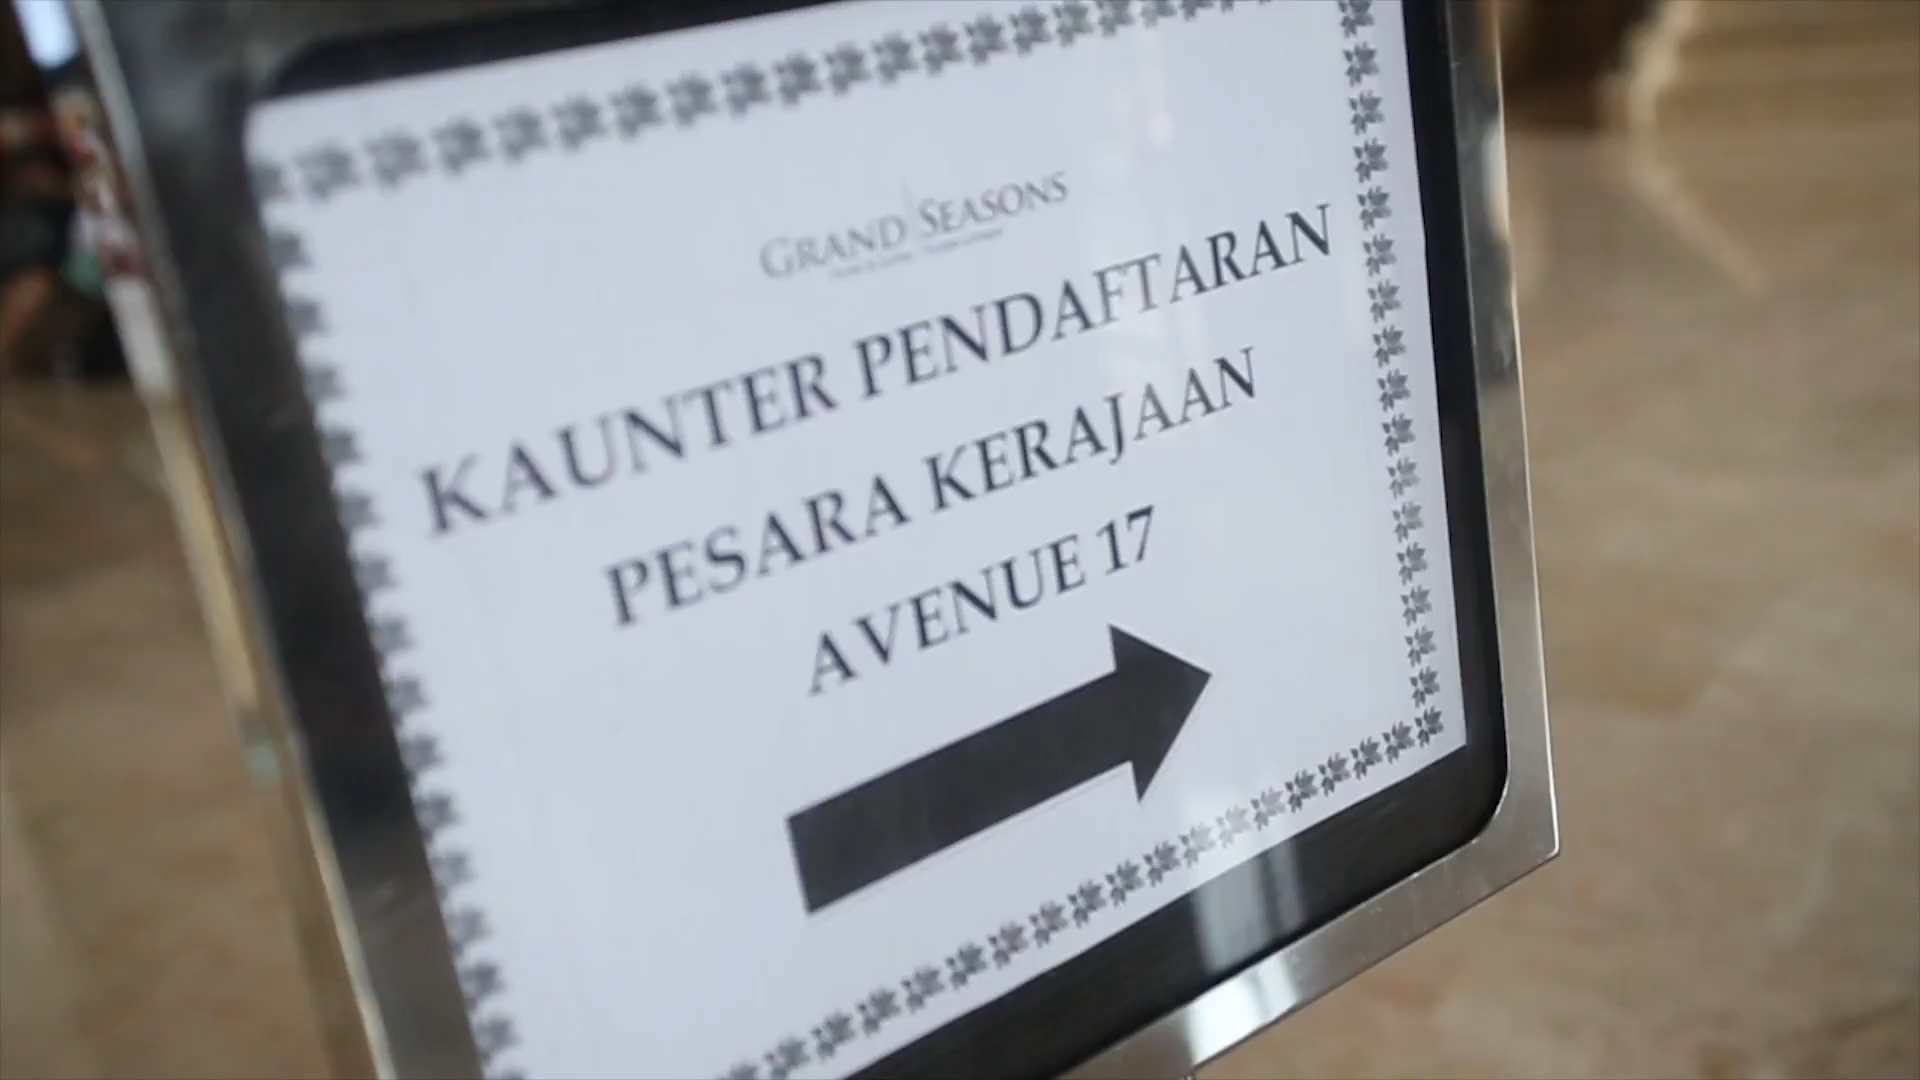 GRAND SEASONS
KAUNTER PENDAFTARAN
PESARA KERAJAAN
AVENUE 17